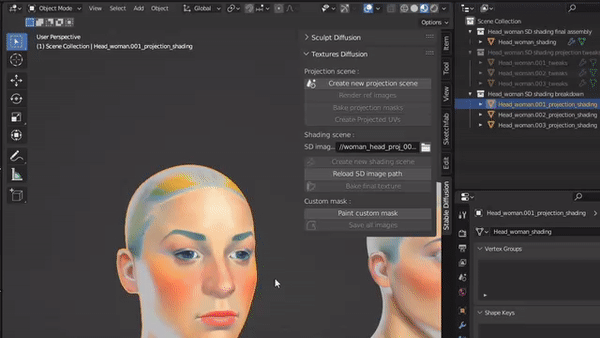 Object Mode
View
Select
Add
Object
Global
Options
User Perspective
(1) Scene Collection | Head_woman.001_projection_shading
Sculpt Diffusion
Textures Diffusion
Projection scene :
Create new projection scene
Render ref images
Bake projection masks
Create Projected UVs
Shading scene :
SD imag... //woman_head_proj_00...
Create new shading scene
Reload SD image path
Bake final texture
Custom mask :
Paint custom mask
Save all images
Item
Tool
View
Sketchfab
Edit
Stable Diffusion
Scene Collection
Head_woman SD shading final assembly
Head_woman_shading
Head_woman SD shading projection tweaks
Head_woman.001_tweaks
Head_woman.002_tweaks
Head_woman.003_tweaks
Head_woman SD shading breakdown
Head_woman.001_projection_shading
Head_woman.002_projection_shading
Head_woman.003_projection_shading
Head_woman.001_projection_shading
Head_woman_shading
Vertex Groups
Shape Keys